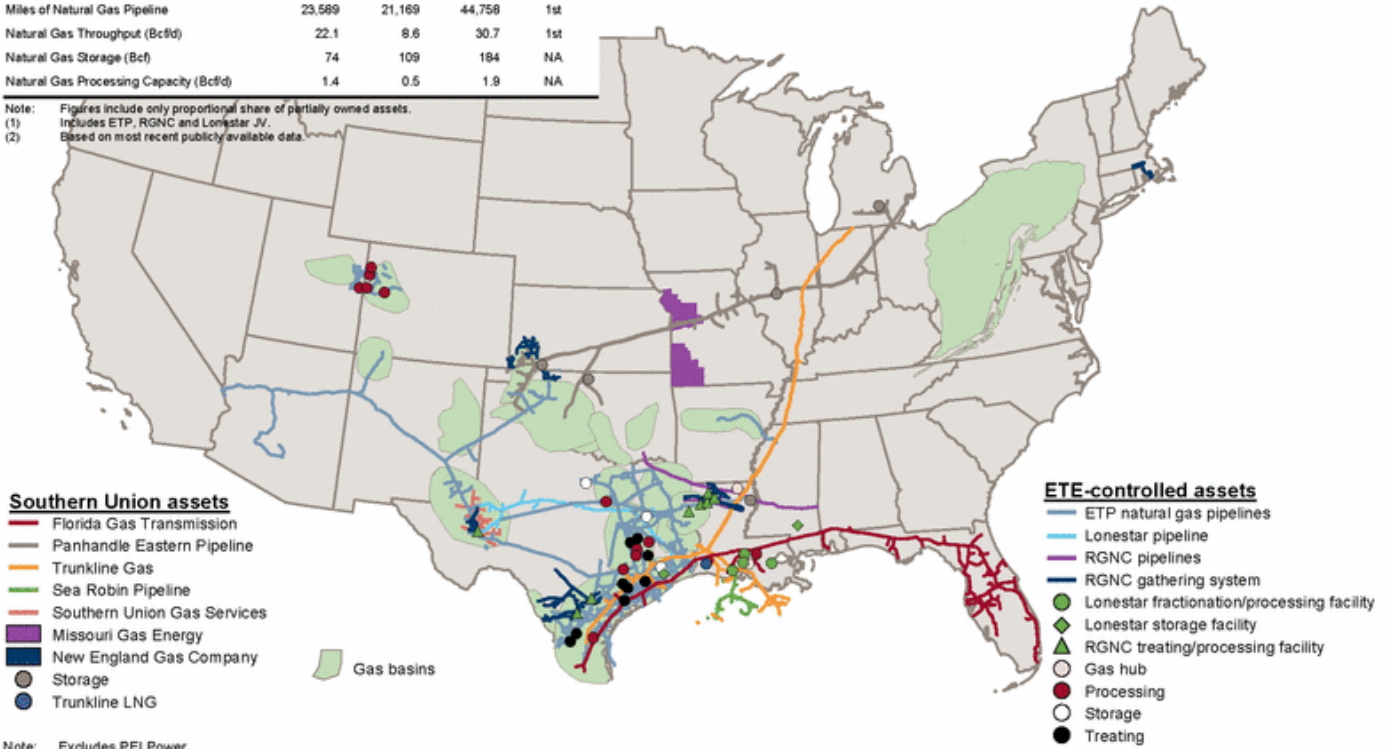 Miles of Natural Gas Pipeline 23,589 21,169 44,758 1st
Natural Gas Throughput (Bcf/d) 22.1 8.6 30.7 1st
Natural Gas Storage (Bcf) 74 109 184 NA
Natural Gas Processing Capacity (Bcf/d) 1.4 0.5 1.9 NA
Note: Figures include only proportional share of partially owned assets.
(1) Includes ETP, RGNC and Lonestar JV.
(2) Based on most recent publicly available data.
Southern Union assets
Florida Gas Transmission
Panhandle Eastern Pipeline
Trunkline Gas
Sea Robin Pipeline
Southern Union Gas Services
Missouri Gas Energy
New England Gas Company
Storage
Trunkline LNG
Gas basins
ETE-controlled assets
ETP natural gas pipelines
Lonestar pipeline
RGNC pipelines
RGNC gathering system
Lonestar fractionation/processing facility
Lonestar storage facility
RGNC treating/processing facility
Gas hub
Processing
Storage
Treating
Note: Excludes PEI Power